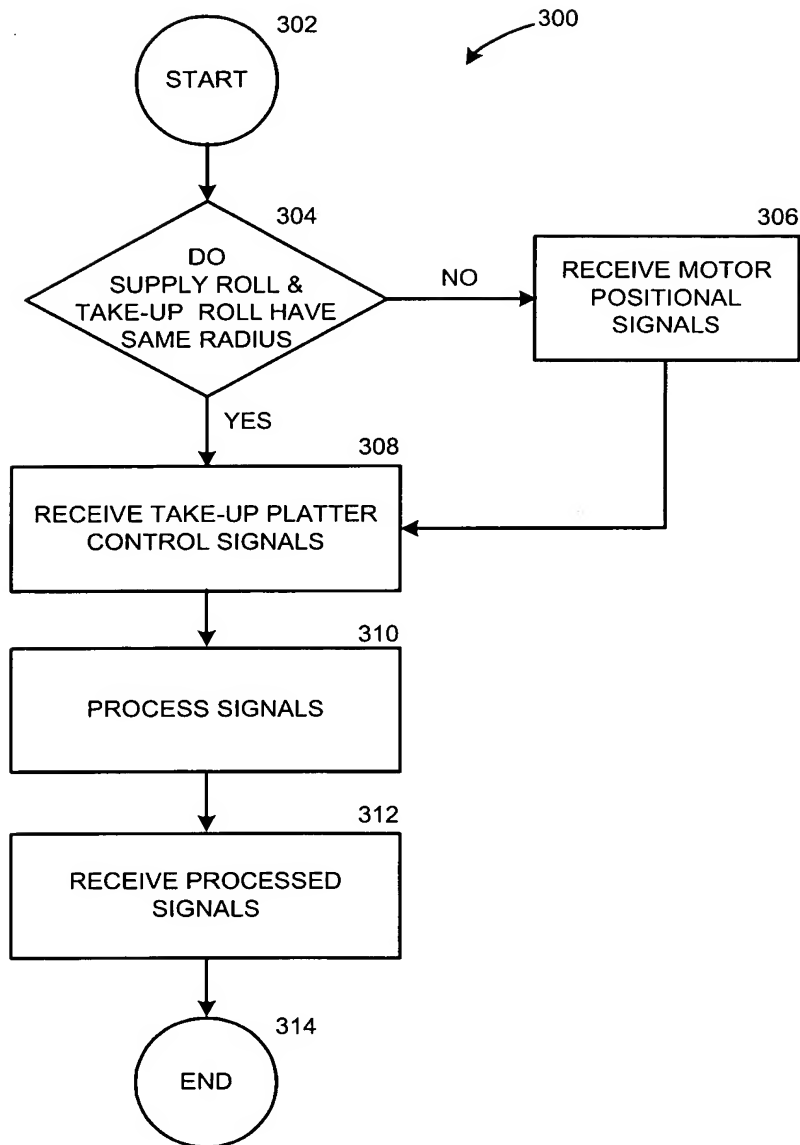 302
300
START
304
DO
SUPPLY ROLL &
TAKE-UP ROLL HAVE
SAME RADIUS
NO
306
RECEIVE MOTOR
POSITIONAL
SIGNALS
YES
308
RECEIVE TAKE-UP PLATTER
CONTROL SIGNALS
310
PROCESS SIGNALS
312
RECEIVE PROCESSED
SIGNALS
314
END